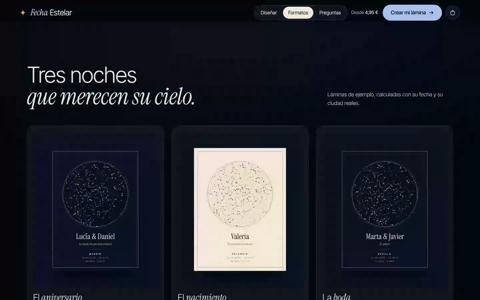 Fecha Estelar
Diseñar
Formatos
Preguntas
Desde 4,95 €
Crear mi lámina →
Tres noches
que merecen su cielo.
Láminas de ejemplo, calculadas con su fecha y su
ciudad reales.
Lucía & Daniel
Valeria
Marta & Javier
El aniversario
El nacimiento
La boda